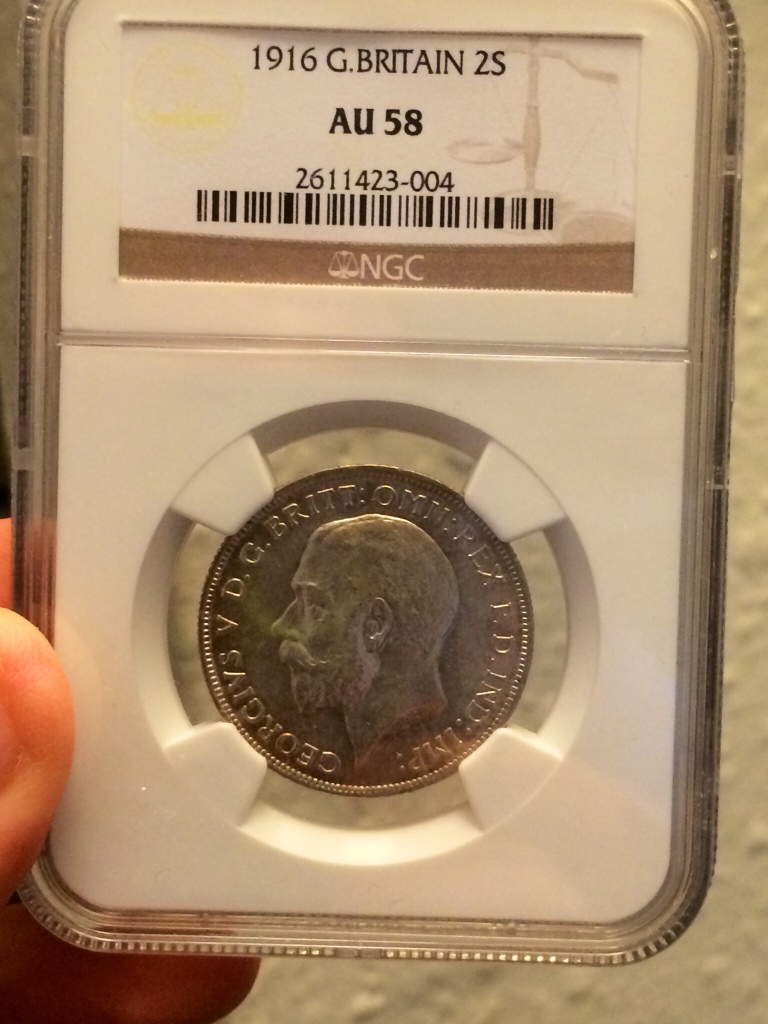 1916 G.BRITAIN 2S
AU 58
2611423-004
NGC
GEORGIVS V D.G.BRITT:OMN:REX F.D.IND:IMP: